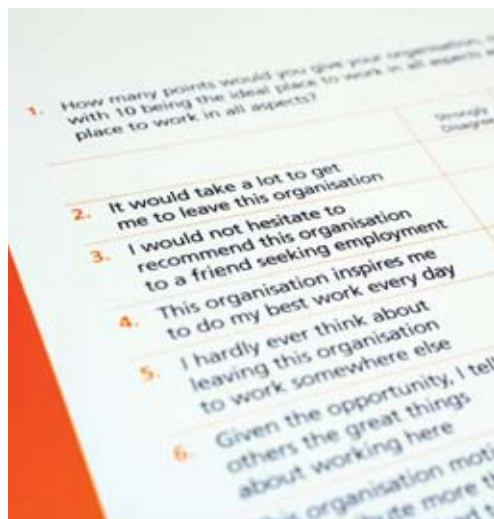 1. How many points would you give your organisation,
with 10 being the ideal place to work in all aspects
place to work in all aspects?
Strongly
Disagree
2. It would take a lot to get
me to leave this organisation
3. I would not hesitate to
recommend this organisation
to a friend seeking employment
4. This organisation inspires me
to do my best work every day
5. I hardly ever think about
leaving this organisation
to work somewhere else
6. Given the opportunity, I tell
others the great things
about working here
organisation
more